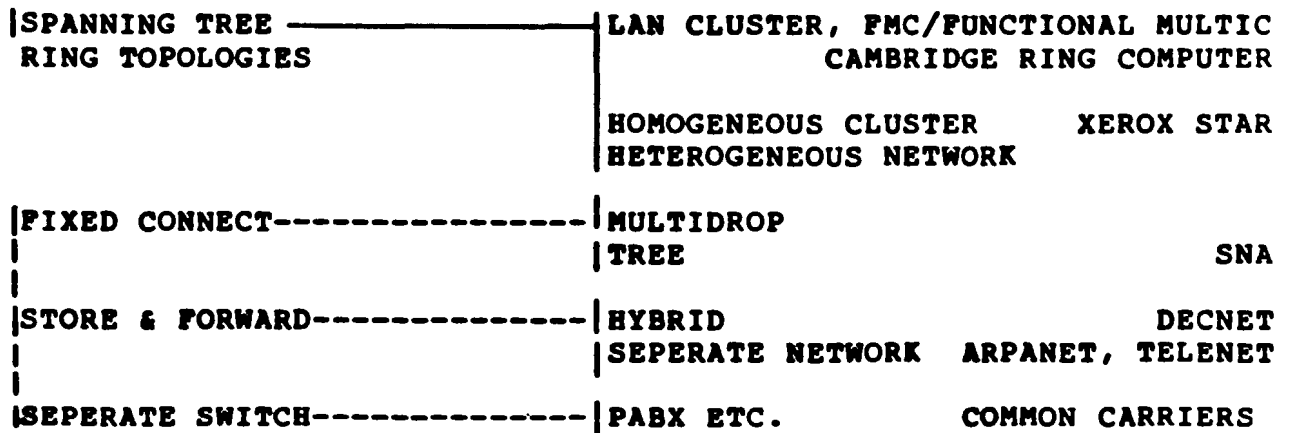 SPANNING TREE LAN CLUSTER, FMC/FUNCTIONAL MULTIC
RING TOPOLOGIES CAMBRIDGE RING COMPUTER
HOMOGENEOUS CLUSTER XEROX STAR
HETEROGENEOUS NETWORK
FIXED CONNECT---------------- MULTIDROP
TREE SNA
STORE & FORWARD-------------- HYBRID DECNET
SEPERATE NETWORK ARPANET, TELENET
SEPERATE SWITCH-------------- PABX ETC. COMMON CARRIERS